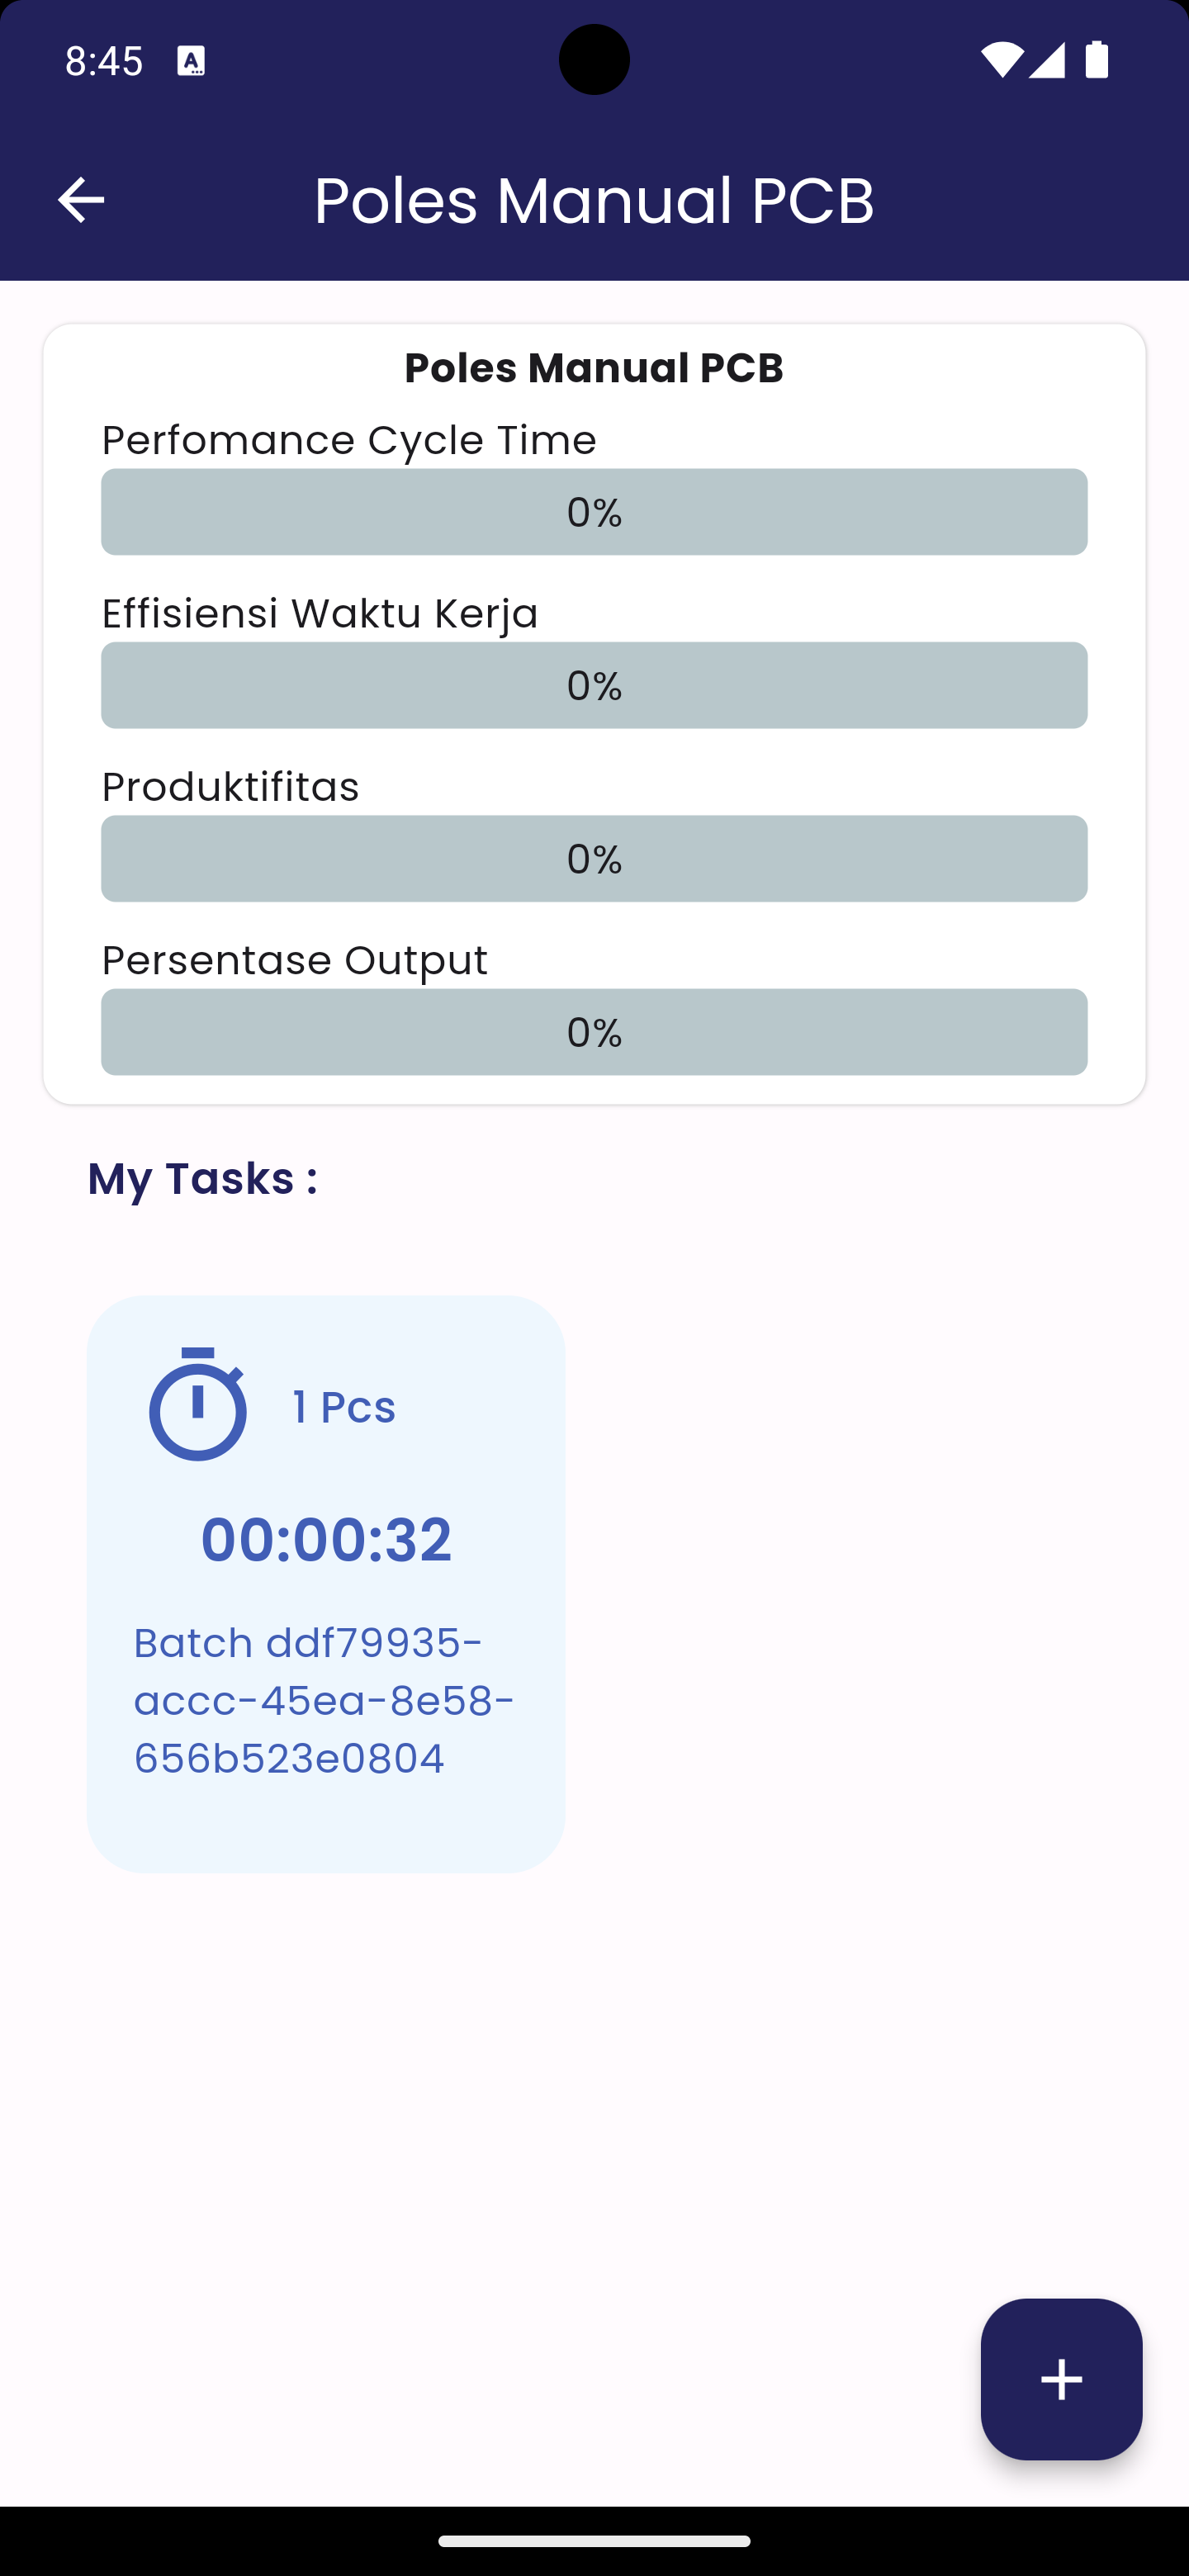 8:45
Poles Manual PCB
Poles Manual PCB
Perfomance Cycle Time
0%
Effisiensi Waktu Kerja
0%
Produktifitas
0%
Persentase Output
0%
My Tasks :
1 Pcs
00:00:32
Batch ddf79935-
accc-45ea-8e58-
656b523e0804